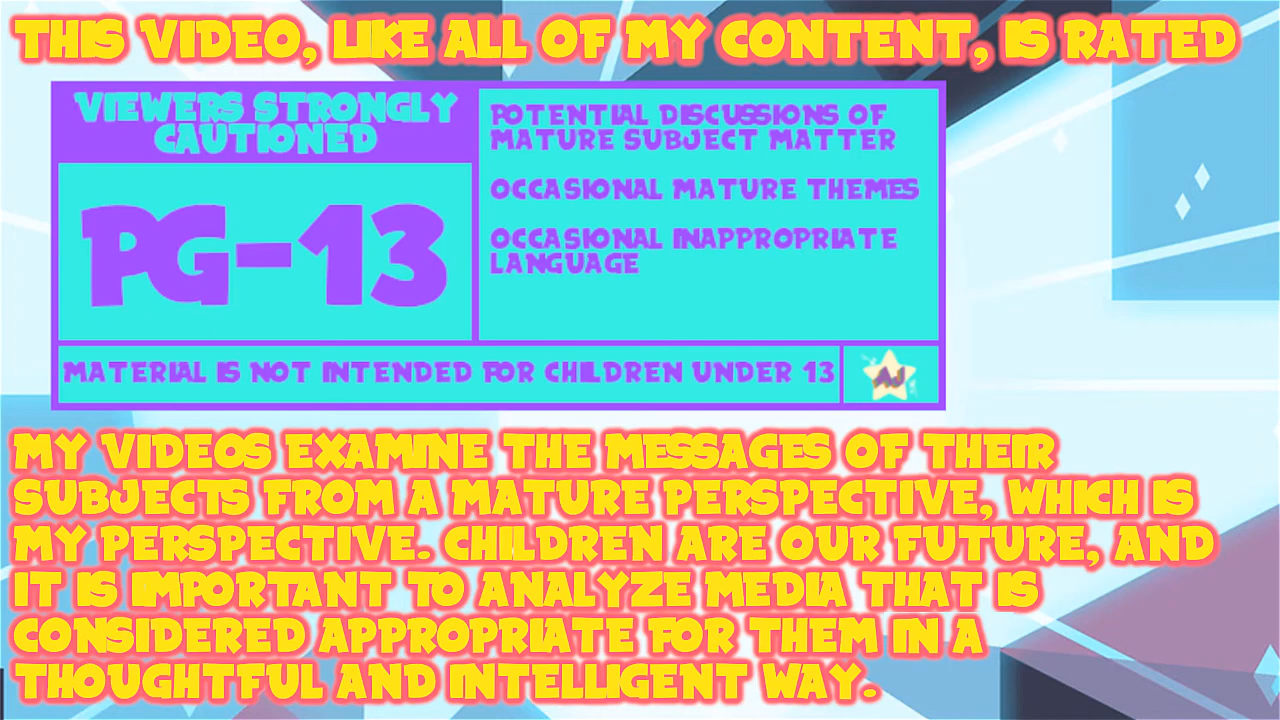 THIS VIDEO, LIKE ALL OF MY CONTENT, IS RATED
VIEWERS STRONGLY
CAUTIONED
PG-13
POTENTIAL DISCUSSIONS OF
MATURE SUBJECT MATTER
OCCASIONAL MATURE THEMES
OCCASIONAL INAPPROPRIATE
LANGUAGE
MATERIAL IS NOT INTENDED FOR CHILDREN UNDER 13
AJ
MY VIDEOS EXAMINE THE MESSAGES OF THEIR
SUBJECTS FROM A MATURE PERSPECTIVE, WHICH IS
MY PERSPECTIVE. CHILDREN ARE OUR FUTURE, AND
IT IS IMPORTANT TO ANALYZE MEDIA THAT IS
CONSIDERED APPROPRIATE FOR THEM IN A
THOUGHTFUL AND INTELLIGENT WAY.